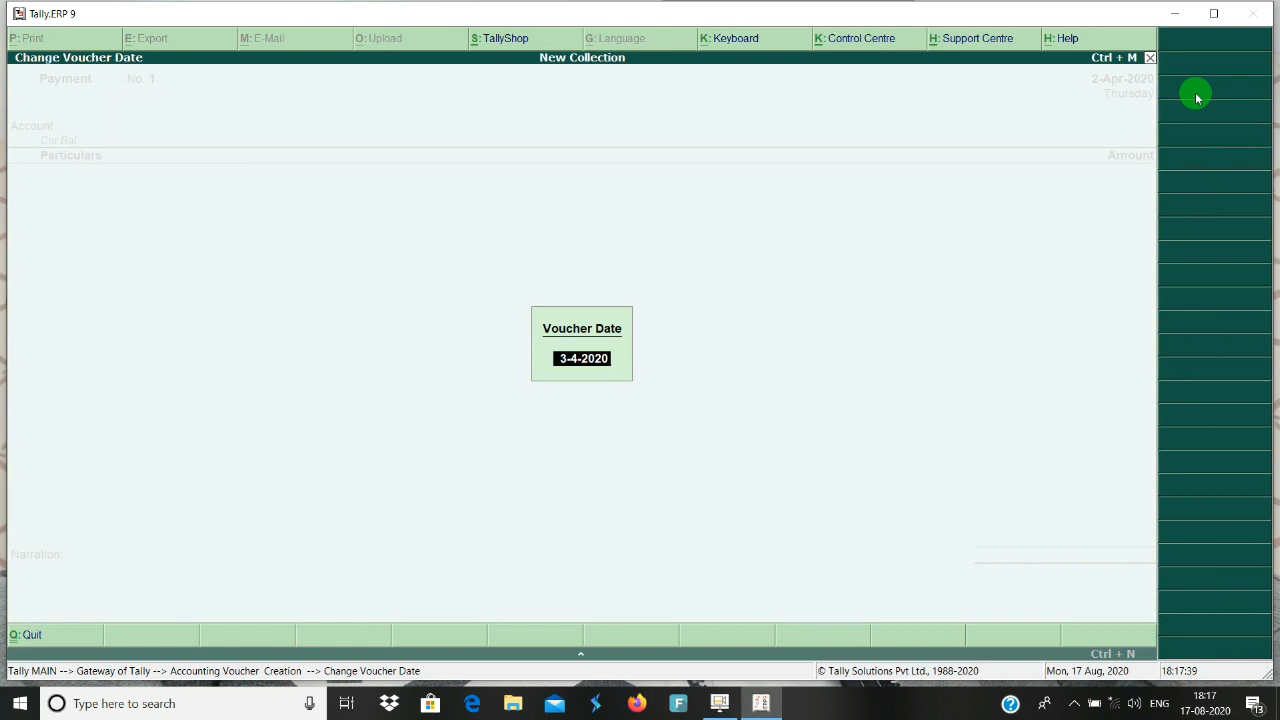 Tally.ERP 9
P: Print E: Export M: E-Mail O: Upload S: TallyShop G: Language K: Keyboard K: Control Centre H: Support Centre H: Help
Change Voucher Date New Collection Ctrl + M
Payment No. 1 2-Apr-2020
Thursday
Account :
Cur Bal
Particulars Amount
Voucher Date
3-4-2020
Narration:
Q: Quit
Ctrl + N
Tally MAIN --> Gateway of Tally --> Accounting Voucher Creation --> Change Voucher Date © Tally Solutions Pvt Ltd, 1988-2020 Mon, 17 Aug, 2020 18:17:39
Type here to search ENG 18:17
17-08-2020